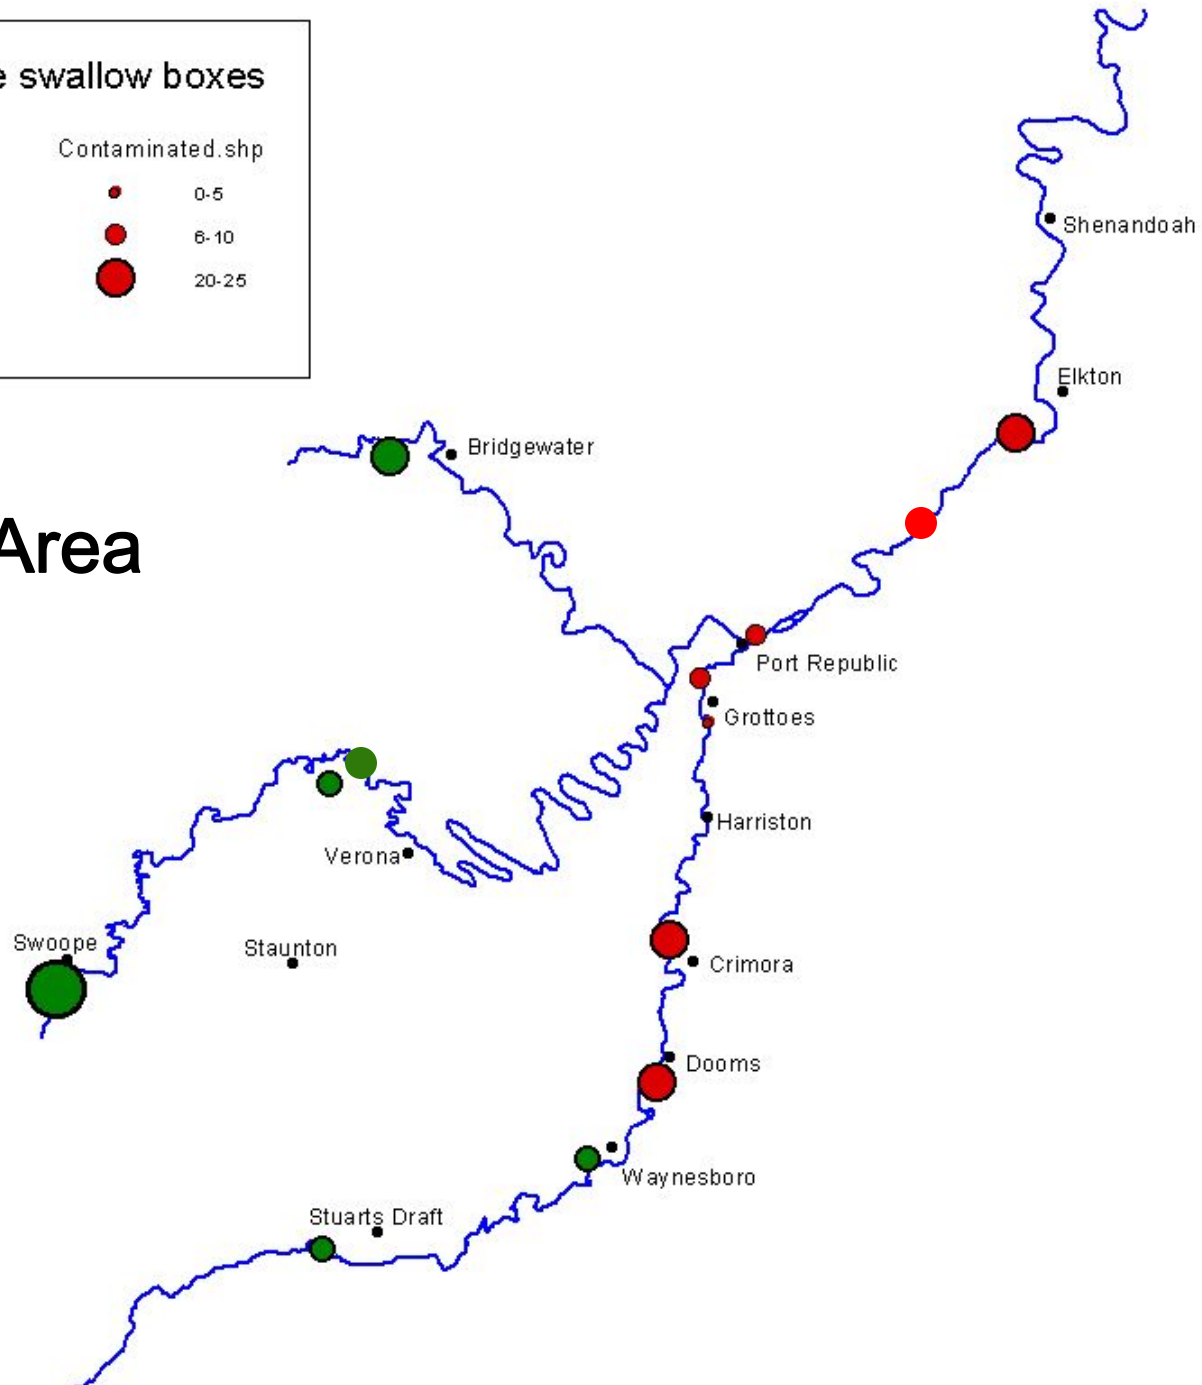 e swallow boxes
Contaminated.shp
0-5
6-10
20-25
Shenandoah
Elkton
Bridgewater
Area
Port Republic
Grottoes
Harriston
Verona
Swoope
Staunton
Crimora
Dooms
Waynesboro
Stuarts Draft